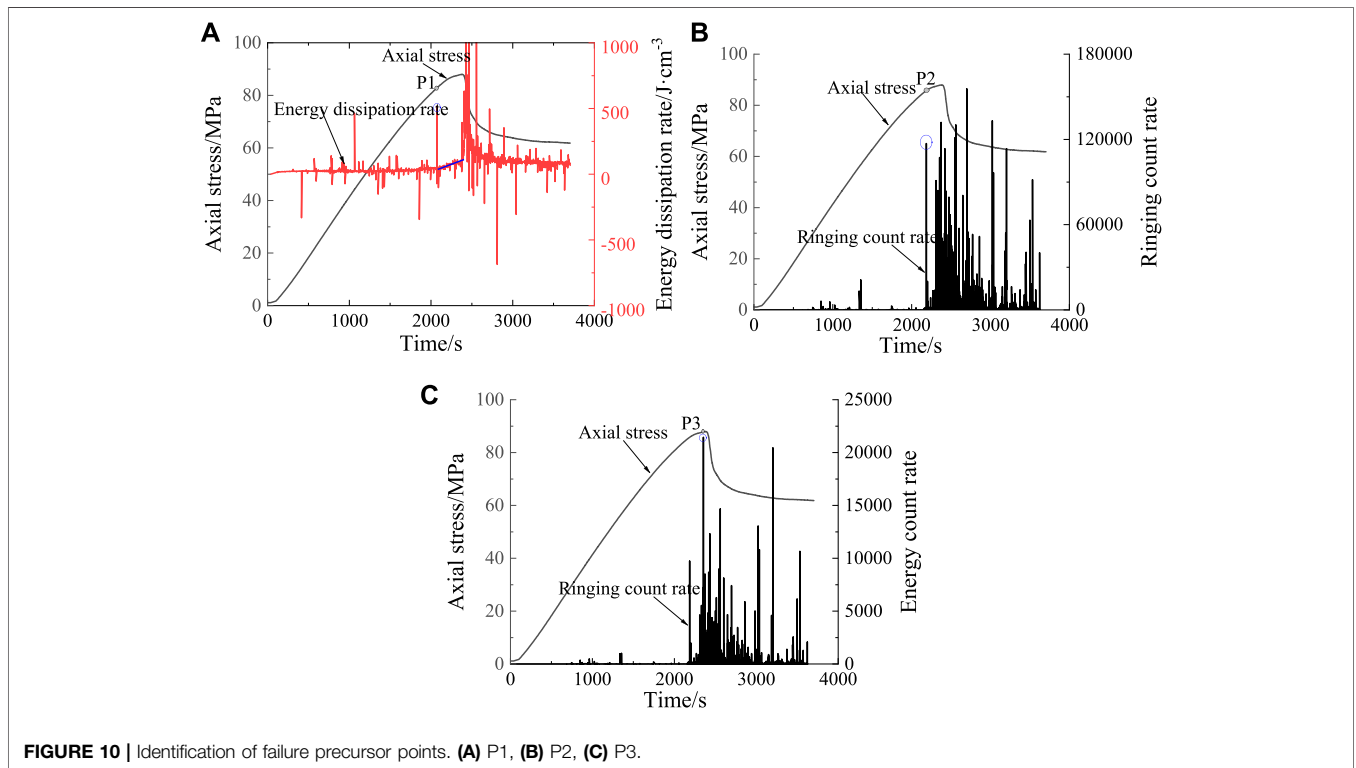 A
100
80
60
40
20
0
Axial stress/MPa
Axial stress
P1
Energy dissipation rate
1000
500
0
-500
-1000
Energy dissipation rate/J·cm⁻³
0 1000 2000 3000 4000
Time/s
B
100
80
60
40
20
0
Axial stress/MPa
P2
Axial stress
Ringing count rate
180000
120000
60000
0
Ringing count rate
0 1000 2000 3000 4000
Time/s
C
100
80
60
40
20
0
Axial stress/MPa
P3
Axial stress
Ringing count rate
25000
20000
15000
10000
5000
0
Energy count rate
0 1000 2000 3000 4000
Time/s
FIGURE 10 | Identification of failure precursor points. (A) P1, (B) P2, (C) P3.